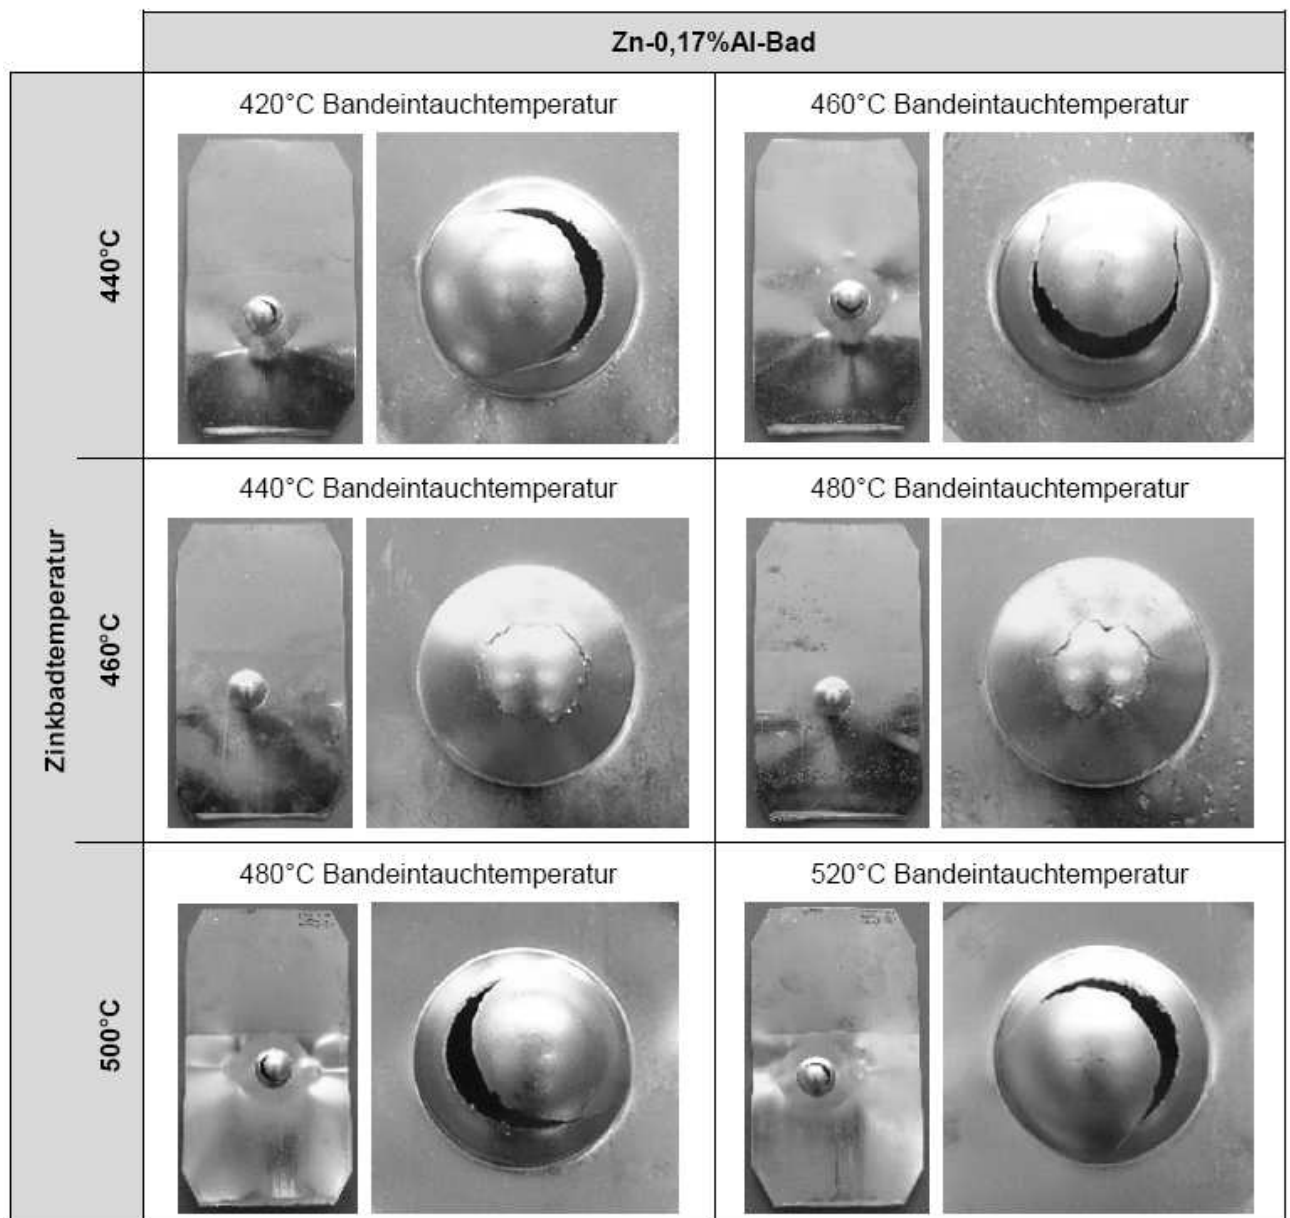 Zn-0,17%Al-Bad
Zinkbadtemperatur
440°C
420°C Bandeintauchtemperatur
460°C Bandeintauchtemperatur
460°C
440°C Bandeintauchtemperatur
480°C Bandeintauchtemperatur
500°C
480°C Bandeintauchtemperatur
520°C Bandeintauchtemperatur